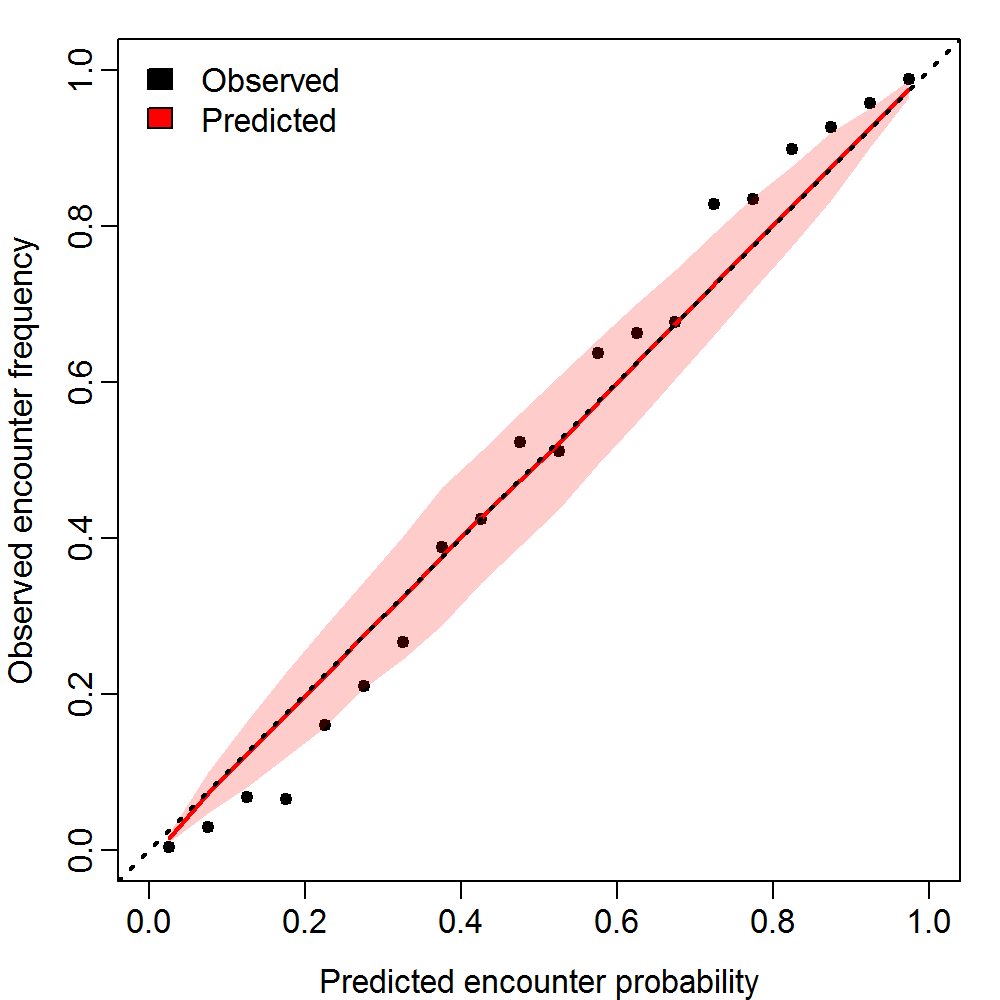 Observed
Predicted
Observed encounter frequency
1.0
0.8
0.6
0.4
0.2
0.0
0.0 0.2 0.4 0.6 0.8 1.0
Predicted encounter probability